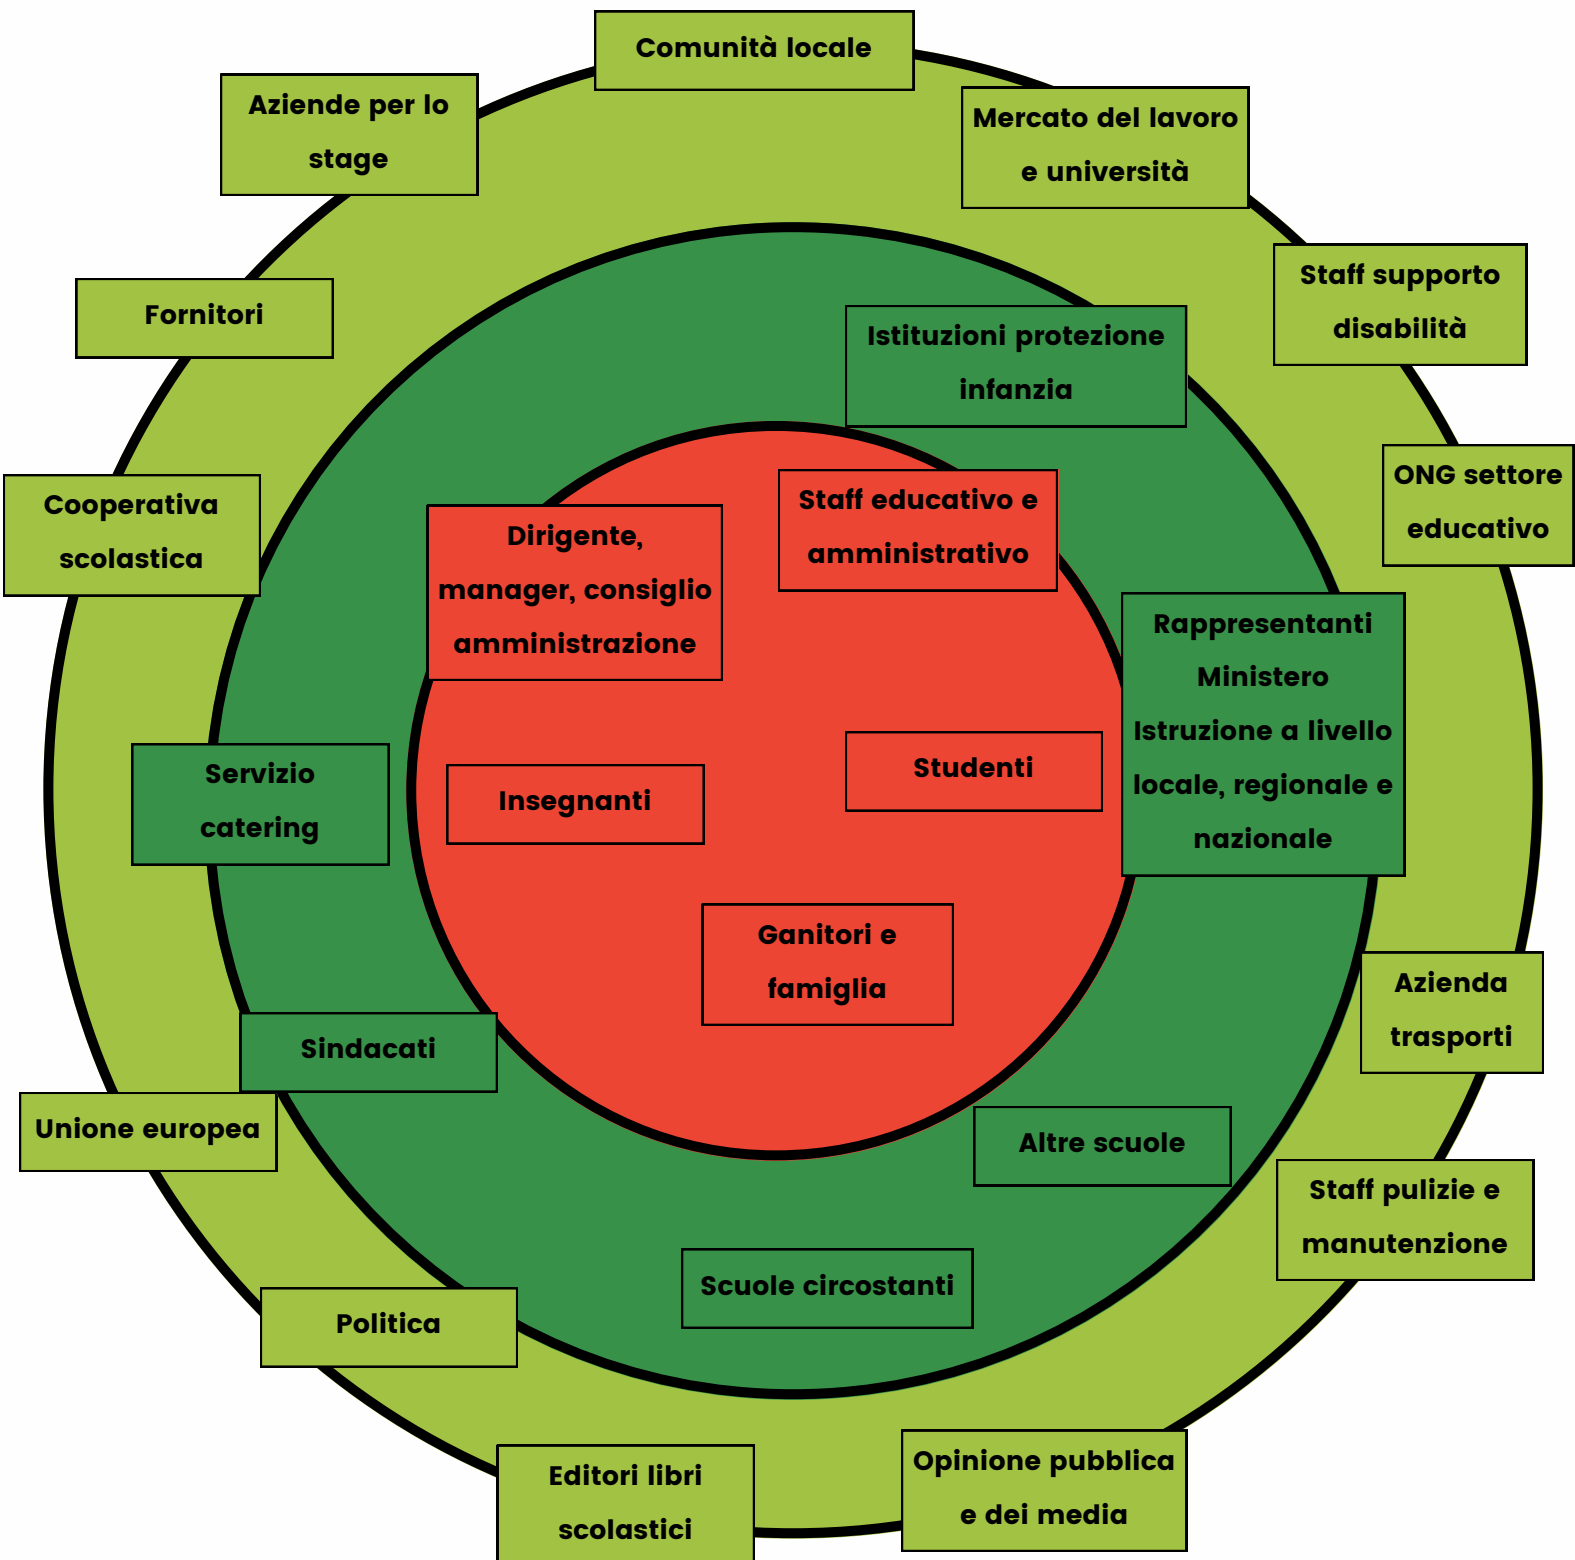 Comunità locale
Aziende per lo
stage
Mercato del lavoro
e università
Staff supporto
disabilità
Fornitori
Istituzioni protezione
infanzia
ONG settore
educativo
Cooperativa
scolastica
Staff educativo e
amministrativo
Dirigente,
manager, consiglio
amministrazione
Rappresentanti
Ministero
Istruzione a livello
locale, regionale e
nazionale
Studenti
Servizio
catering
Insegnanti
Ganitori e
famiglia
Azienda
trasporti
Sindacati
Unione europea
Altre scuole
Staff pulizie e
manutenzione
Scuole circostanti
Politica
Opinione pubblica
e dei media
Editori libri
scolastici